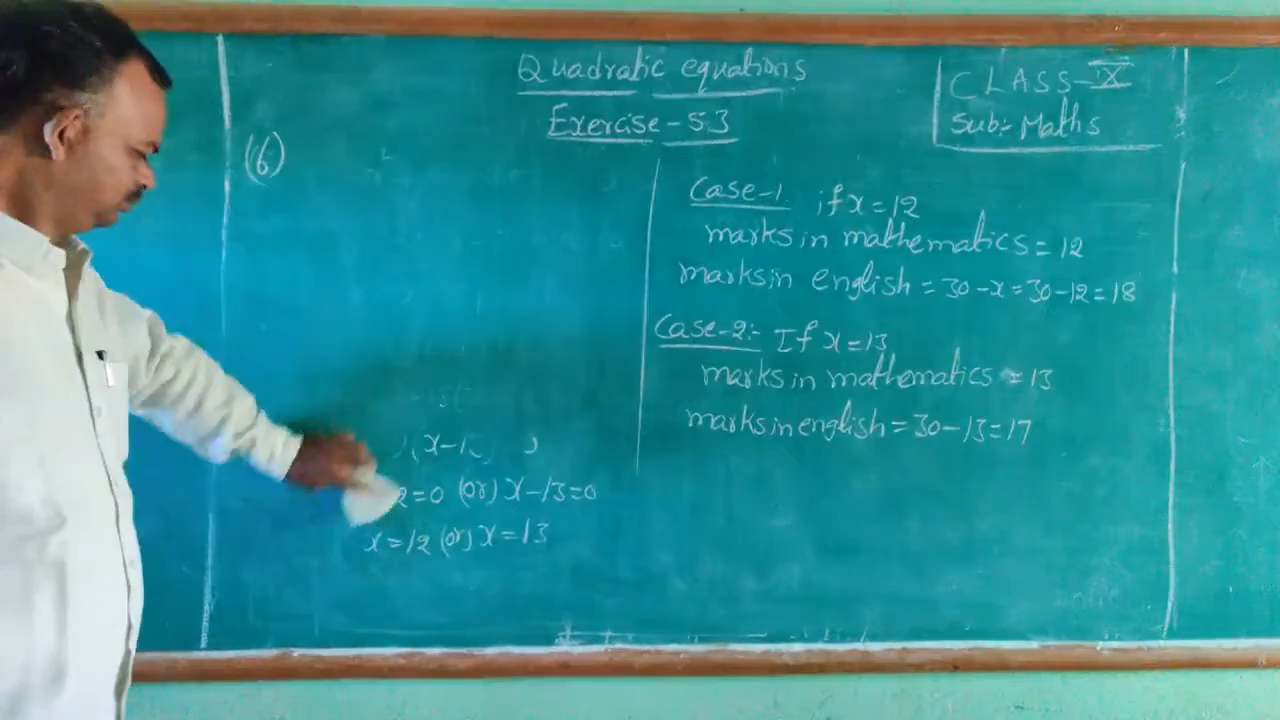 Quadratic equations
Exercise-5.3
CLASS-X
Sub:- Maths
(6)
x-1
2=0 (or) x-13=0
x=12 (or) x=13
Case-1 if x=12
marks in mathematics = 12
marks in english = 30-x=30-12=18
Case-2:- If x=13
marks in mathematics = 13
marks in english = 30-13=17